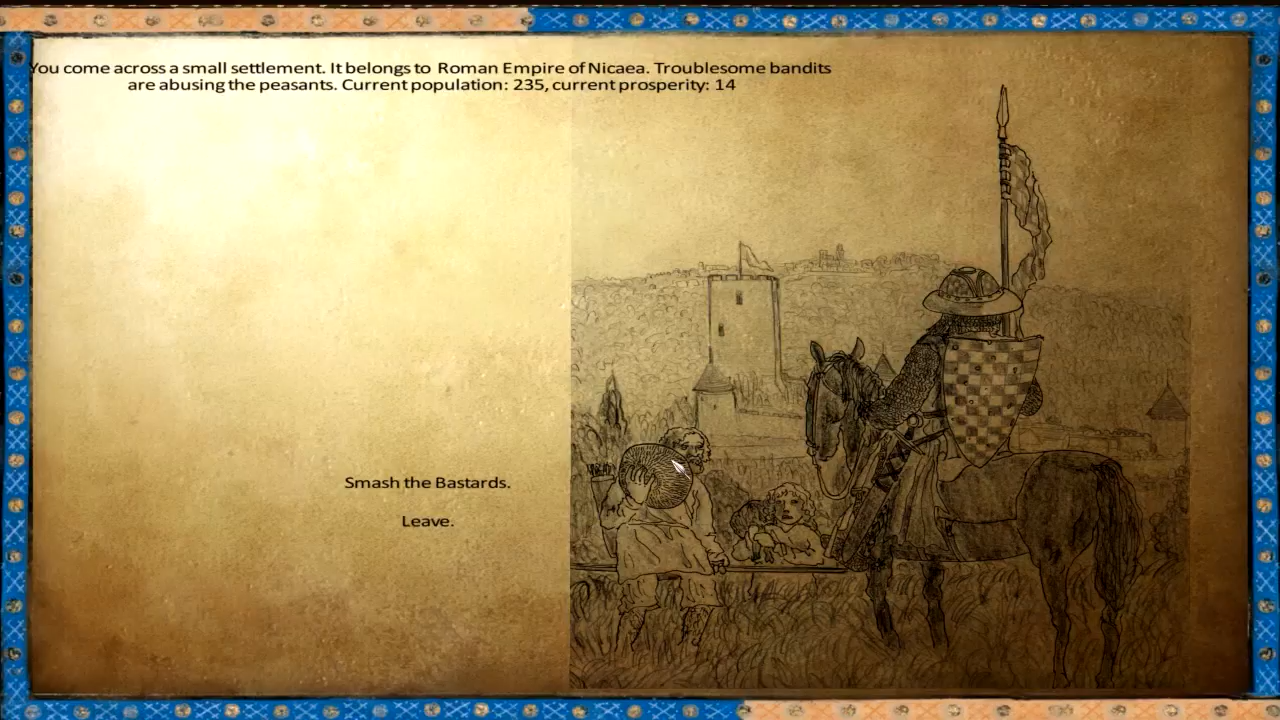 You come across a small settlement. It belongs to Roman Empire of Nicaea. Troublesome bandits
are abusing the peasants. Current population: 235, current prosperity: 14
Smash the Bastards.
Leave.